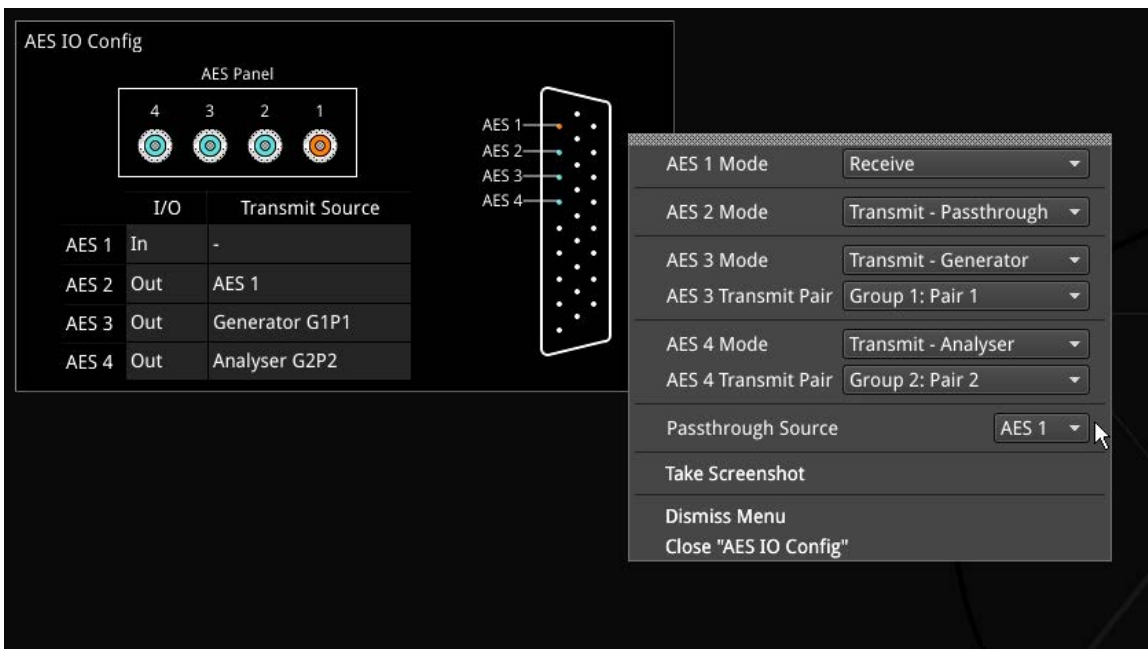 AES IO Config
AES Panel
4 3 2 1
AES 1
AES 2
AES 3
AES 4
I/O Transmit Source
AES 1 In -
AES 2 Out AES 1
AES 3 Out Generator G1P1
AES 4 Out Analyser G2P2
AES 1 Mode Receive
AES 2 Mode Transmit - Passthrough
AES 3 Mode Transmit - Generator
AES 3 Transmit Pair Group 1: Pair 1
AES 4 Mode Transmit - Analyser
AES 4 Transmit Pair Group 2: Pair 2
Passthrough Source AES 1
Take Screenshot
Dismiss Menu
Close "AES IO Config"